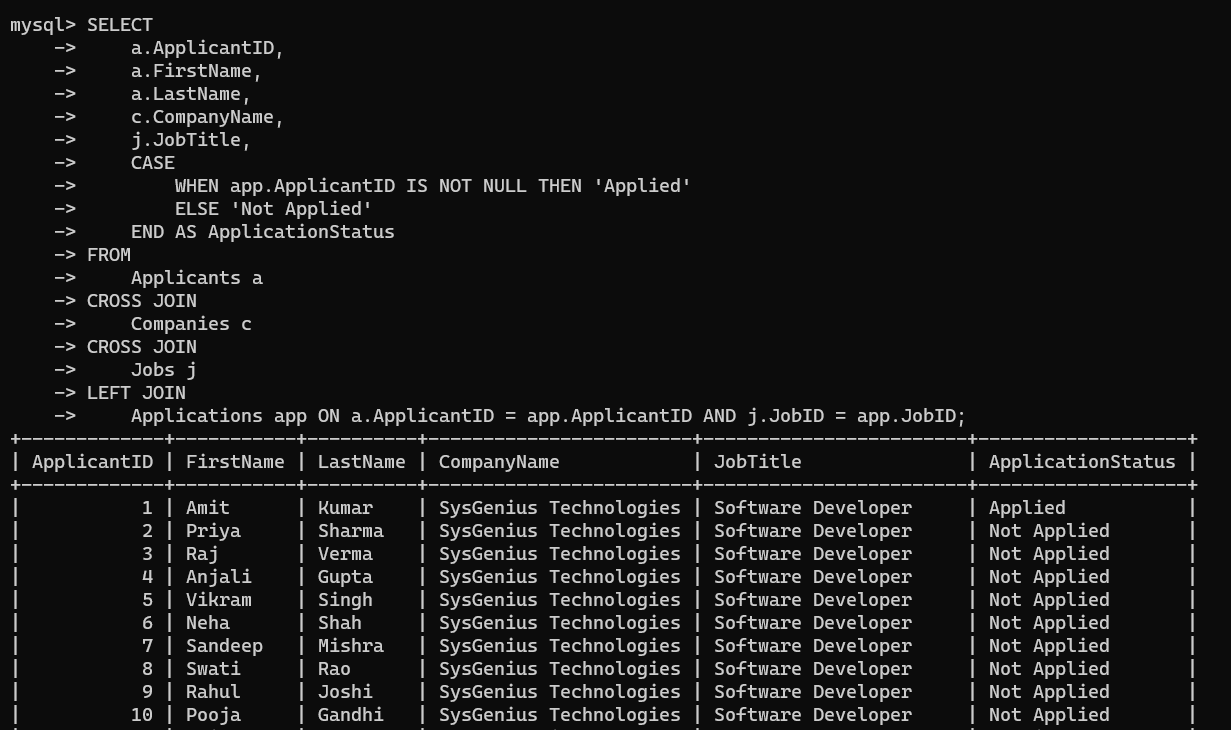 mysql> SELECT
    ->     a.ApplicantID,
    ->     a.FirstName,
    ->     a.LastName,
    ->     c.CompanyName,
    ->     j.JobTitle,
    ->     CASE
    ->         WHEN app.ApplicantID IS NOT NULL THEN 'Applied'
    ->         ELSE 'Not Applied'
    ->     END AS ApplicationStatus
    -> FROM
    ->     Applicants a
    -> CROSS JOIN
    ->     Companies c
    -> CROSS JOIN
    ->     Jobs j
    -> LEFT JOIN
    ->     Applications app ON a.ApplicantID = app.ApplicantID AND j.JobID = app.JobID;
+-------------+-----------+----------+------------------------+------------------------+-------------------+
| ApplicantID | FirstName | LastName | CompanyName            | JobTitle               | ApplicationStatus |
+-------------+-----------+----------+------------------------+------------------------+-------------------+
|           1 | Amit      | Kumar    | SysGenius Technologies | Software Developer     | Applied           |
|           2 | Priya     | Sharma   | SysGenius Technologies | Software Developer     | Not Applied       |
|           3 | Raj       | Verma    | SysGenius Technologies | Software Developer     | Not Applied       |
|           4 | Anjali    | Gupta    | SysGenius Technologies | Software Developer     | Not Applied       |
|           5 | Vikram    | Singh    | SysGenius Technologies | Software Developer     | Not Applied       |
|           6 | Neha      | Shah     | SysGenius Technologies | Software Developer     | Not Applied       |
|           7 | Sandeep   | Mishra   | SysGenius Technologies | Software Developer     | Not Applied       |
|           8 | Swati     | Rao      | SysGenius Technologies | Software Developer     | Not Applied       |
|           9 | Rahul     | Joshi    | SysGenius Technologies | Software Developer     | Not Applied       |
|          10 | Pooja     | Gandhi   | SysGenius Technologies | Software Developer     | Not Applied       |